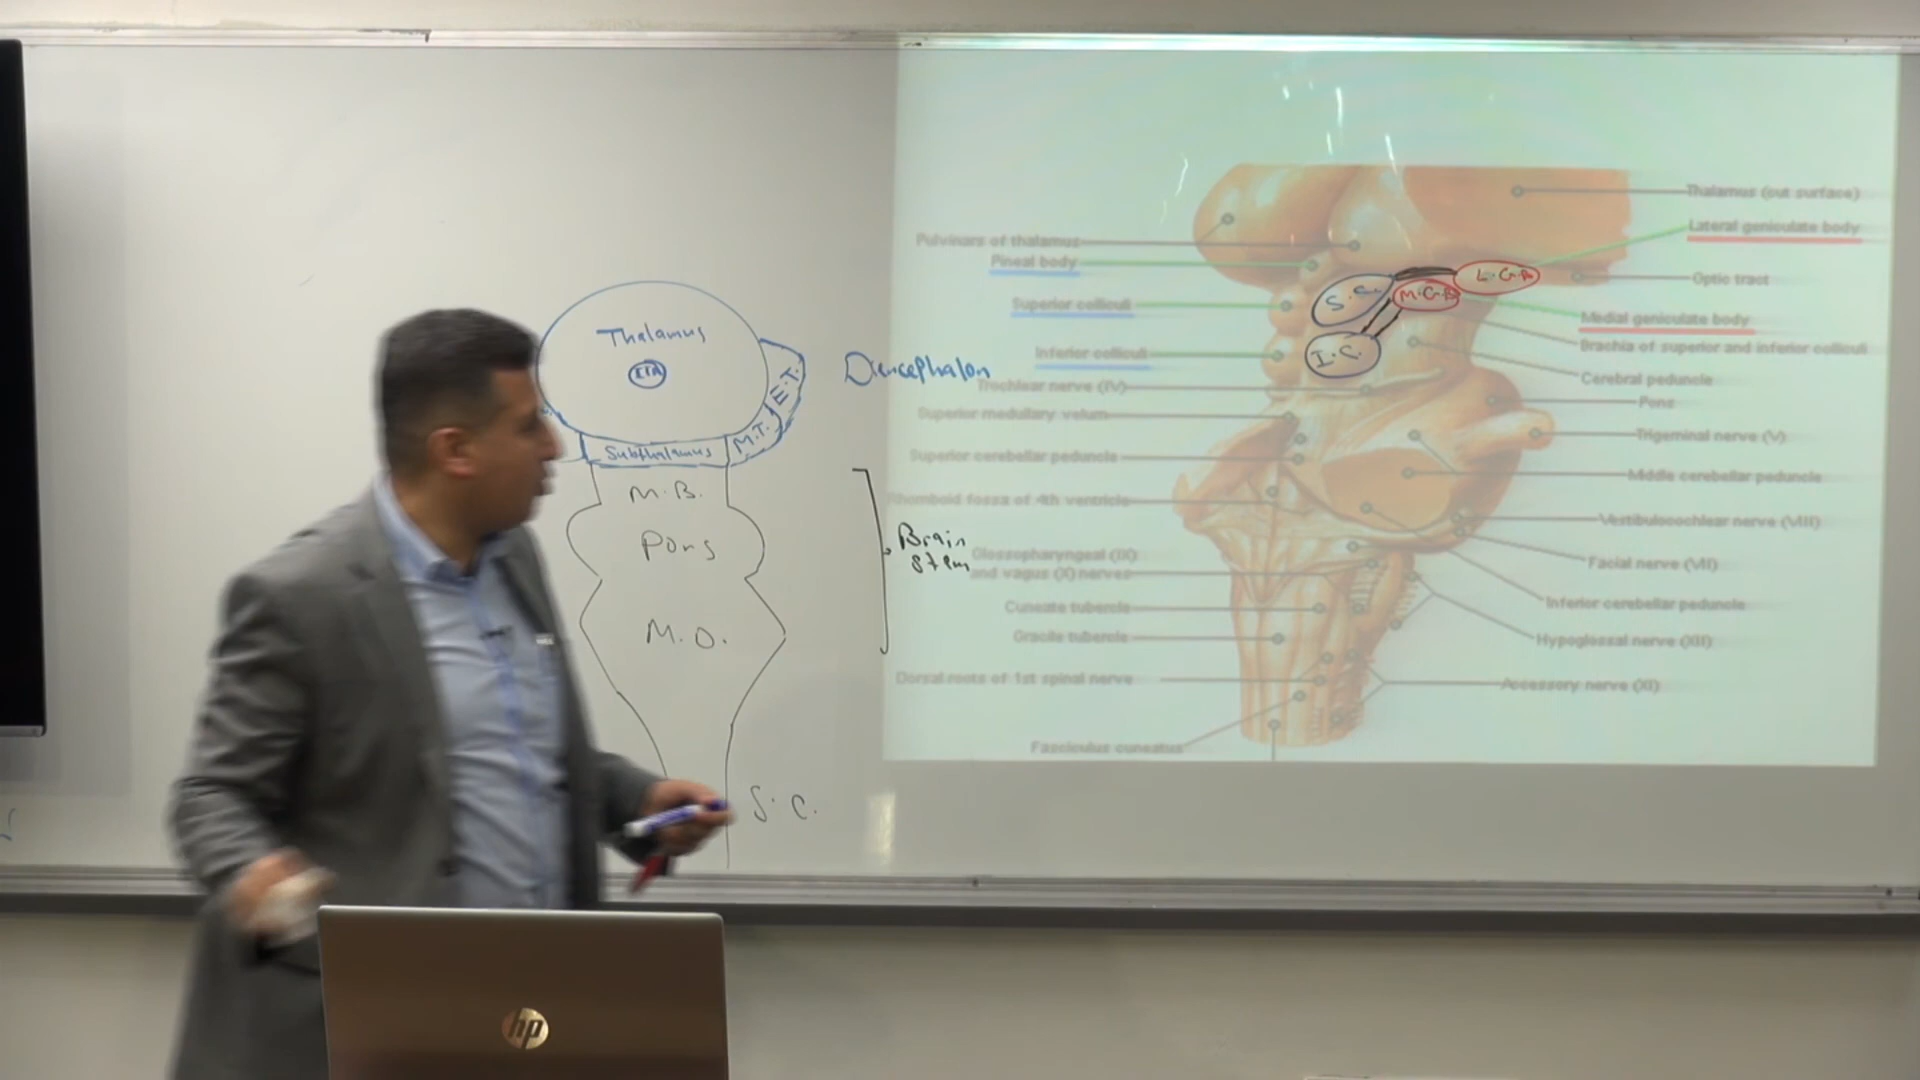 Thalamus
Subthalamus
M.T.
E.T.
Diencephalon
M.B.
Pons
M.O.
Brain
stem
S.C.
Pulvinars of thalamus
Pineal body
Superior colliculi
Inferior colliculi
Trochlear nerve (IV)
Superior medullary velum
Superior cerebellar peduncle
Rhomboid fossa of 4th ventricle
Glossopharyngeal (IX)
and vagus (X) nerves
Cuneate tubercle
Gracile tubercle
Dorsal roots of 1st spinal nerve
Fasciculus cuneatus
S.C.
M.G.B
L.G.B
I.C.
Thalamus (cut surface)
Lateral geniculate body
Optic tract
Medial geniculate body
Brachia of superior and inferior colliculi
Cerebral peduncle
Pons
Trigeminal nerve (V)
Middle cerebellar peduncle
Vestibulocochlear nerve (VIII)
Facial nerve (VII)
Inferior cerebellar peduncle
Hypoglossal nerve (XII)
Accessory nerve (XI)
hp